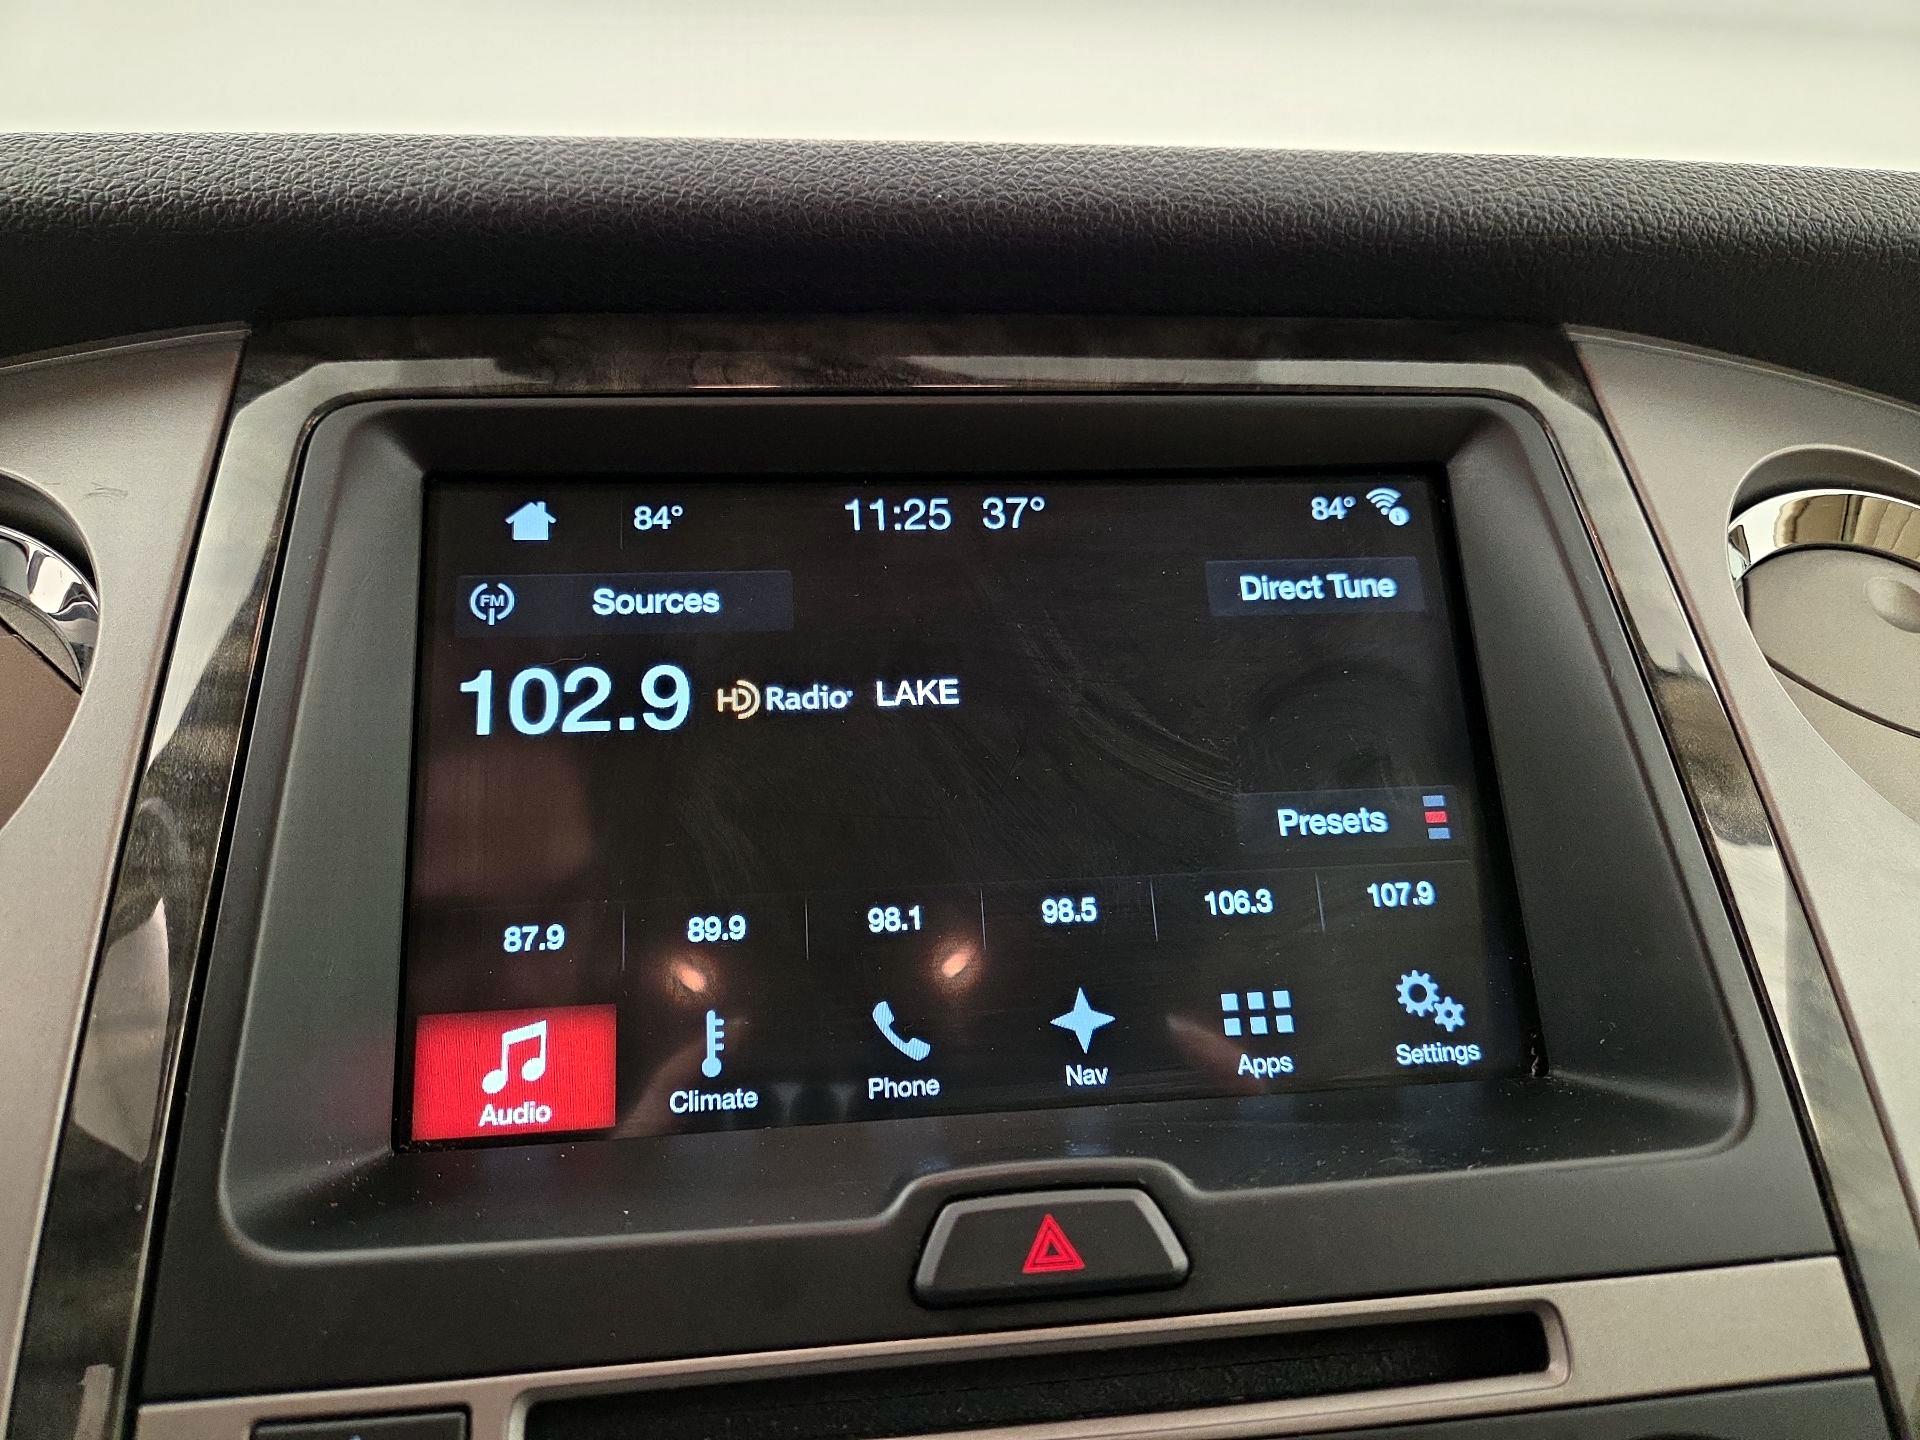 84° 11:25 37° 84°
FM Sources Direct Tune
102.9 HD Radio LAKE
Presets
87.9 89.9 98.1 98.5 106.3 107.9
Audio Climate Phone Nav Apps Settings